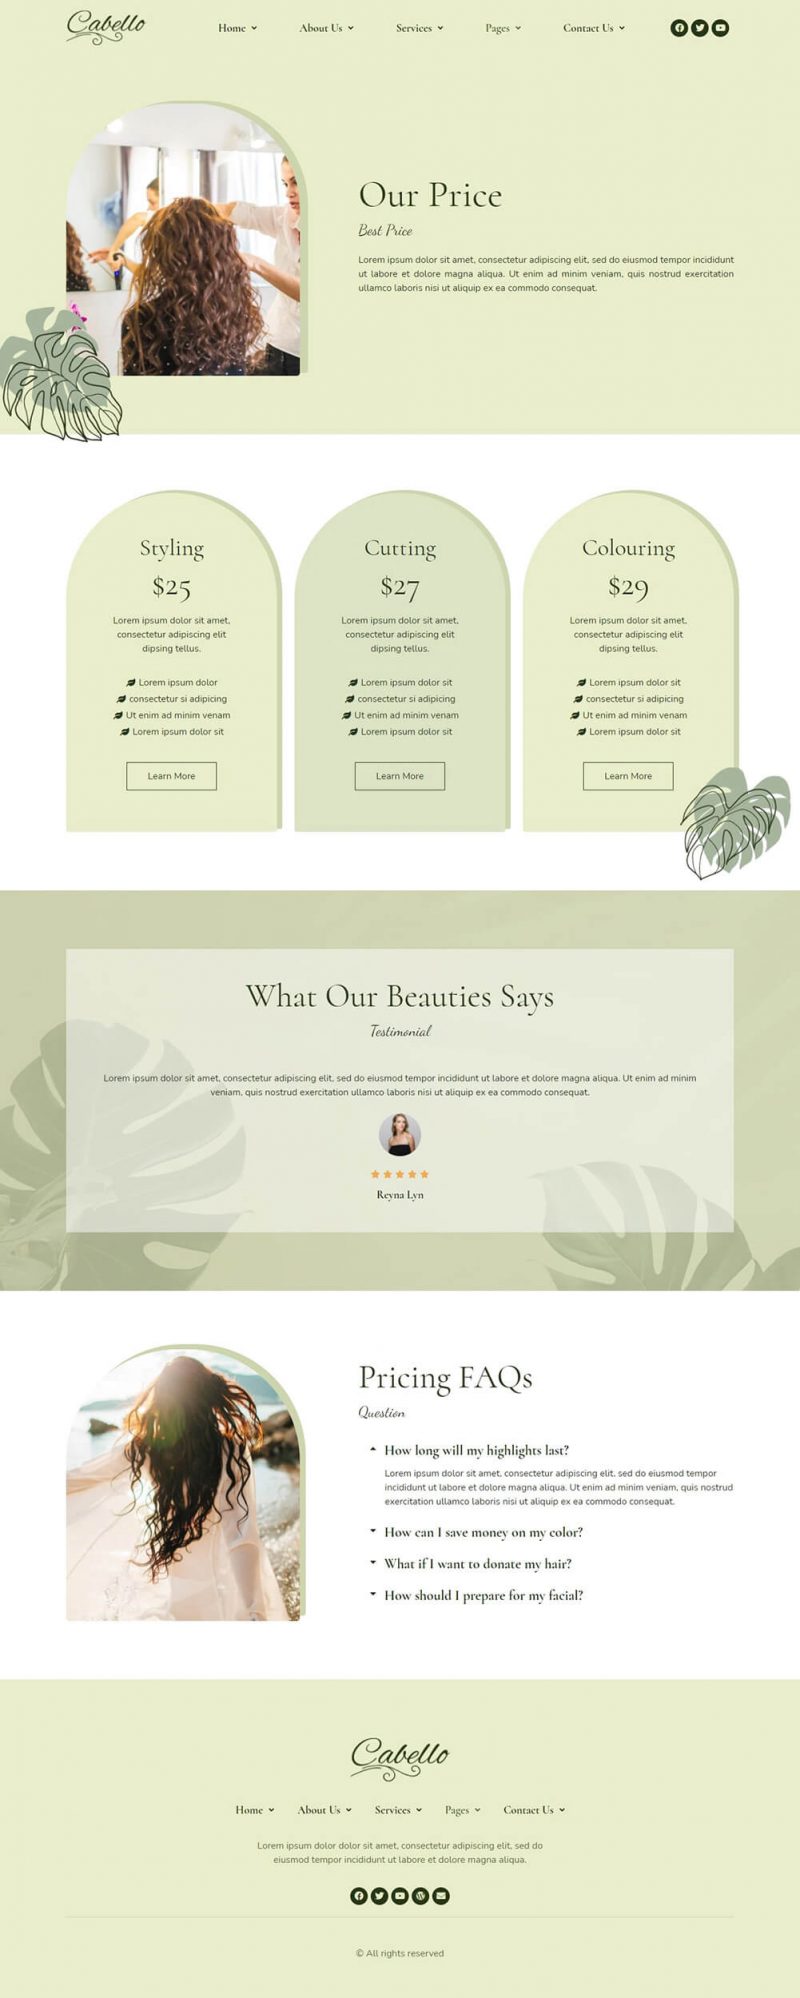 Cabello
Home
About Us
Services
Pages
Contact Us
Our Price
Best Price
Lorem ipsum dolor sit amet, consectetur adipiscing elit, sed do eiusmod tempor incididunt
ut labore et dolore magna aliqua. Ut enim ad minim veniam, quis nostrud exercitation
ullamco laboris nisi ut aliquip ex ea commodo consequat.
Styling
$25
Lorem ipsum dolor sit amet,
consectetur adipiscing elit
dipsing tellus.
Lorem ipsum dolor
consectetur si adipicing
Ut enim ad minim venam
Lorem ipsum dolor sit
Learn More
Cutting
$27
Lorem ipsum dolor sit amet,
consectetur adipiscing elit
dipsing tellus.
Lorem ipsum dolor sit
consectetur si adipicing
Ut enim ad minim venam
Lorem ipsum dolor sit
Learn More
Colouring
$29
Lorem ipsum dolor sit amet,
consectetur adipiscing elit
dipsing tellus.
Lorem ipsum dolor sit
consectetur si adipicing
Ut enim ad minim venam
Lorem ipsum dolor sit
Learn More
What Our Beauties Says
Testimonial
Lorem ipsum dolor sit amet, consectetur adipiscing elit, sed do eiusmod tempor incididunt ut labore et dolore magna aliqua. Ut enim ad minim
veniam, quis nostrud exercitation ullamco laboris nisi ut aliquip ex ea commodo consequat.
Reyna Lyn
Pricing FAQs
Question
How long will my highlights last?
Lorem ipsum dolor sit amet, consectetur adipiscing elit, sed do eiusmod tempor
incididunt ut labore et dolore magna aliqua. Ut enim ad minim veniam, quis nostrud
exercitation ullamco laboris nisi ut aliquip ex ea commodo consequat.
How can I save money on my color?
What if I want to donate my hair?
How should I prepare for my facial?
Cabello
Home
About Us
Services
Pages
Contact Us
Lorem ipsum dolor dolor sit amet, consectetur adipiscing elit, sed do
eiusmod tempor incididunt ut labore et dolore magna aliqua.
© All rights reserved